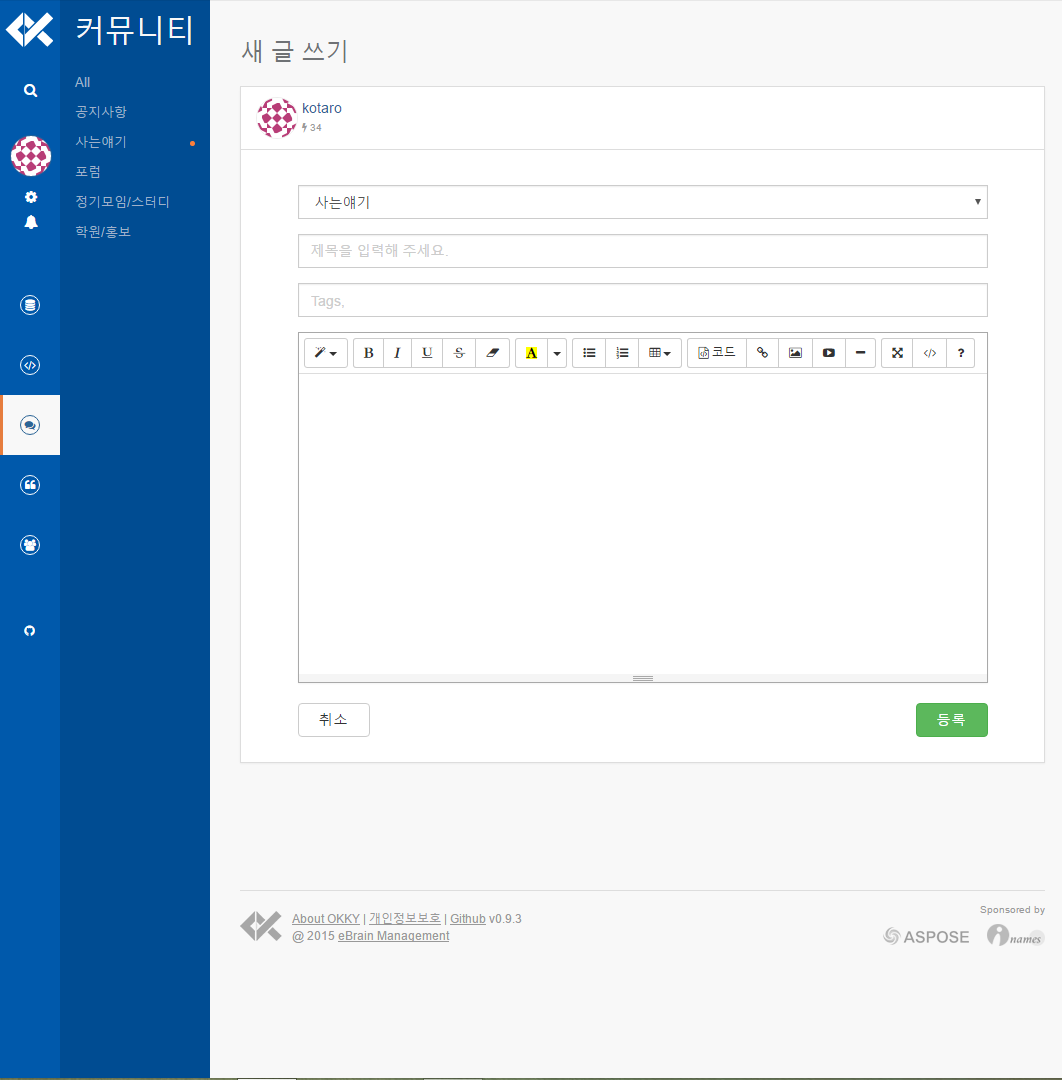 커뮤니티
All
공지사항
사는얘기
포럼
정기모임/스터디
학원/홍보
새 글 쓰기
kotaro
34
사는얘기
제목을 입력해 주세요.
Tags,
B I U S A 코드 ?
취소 등록
About OKKY | 개인정보보호 | Github v0.9.3
@ 2015 eBrain Management
Sponsored by
ASPOSE inames